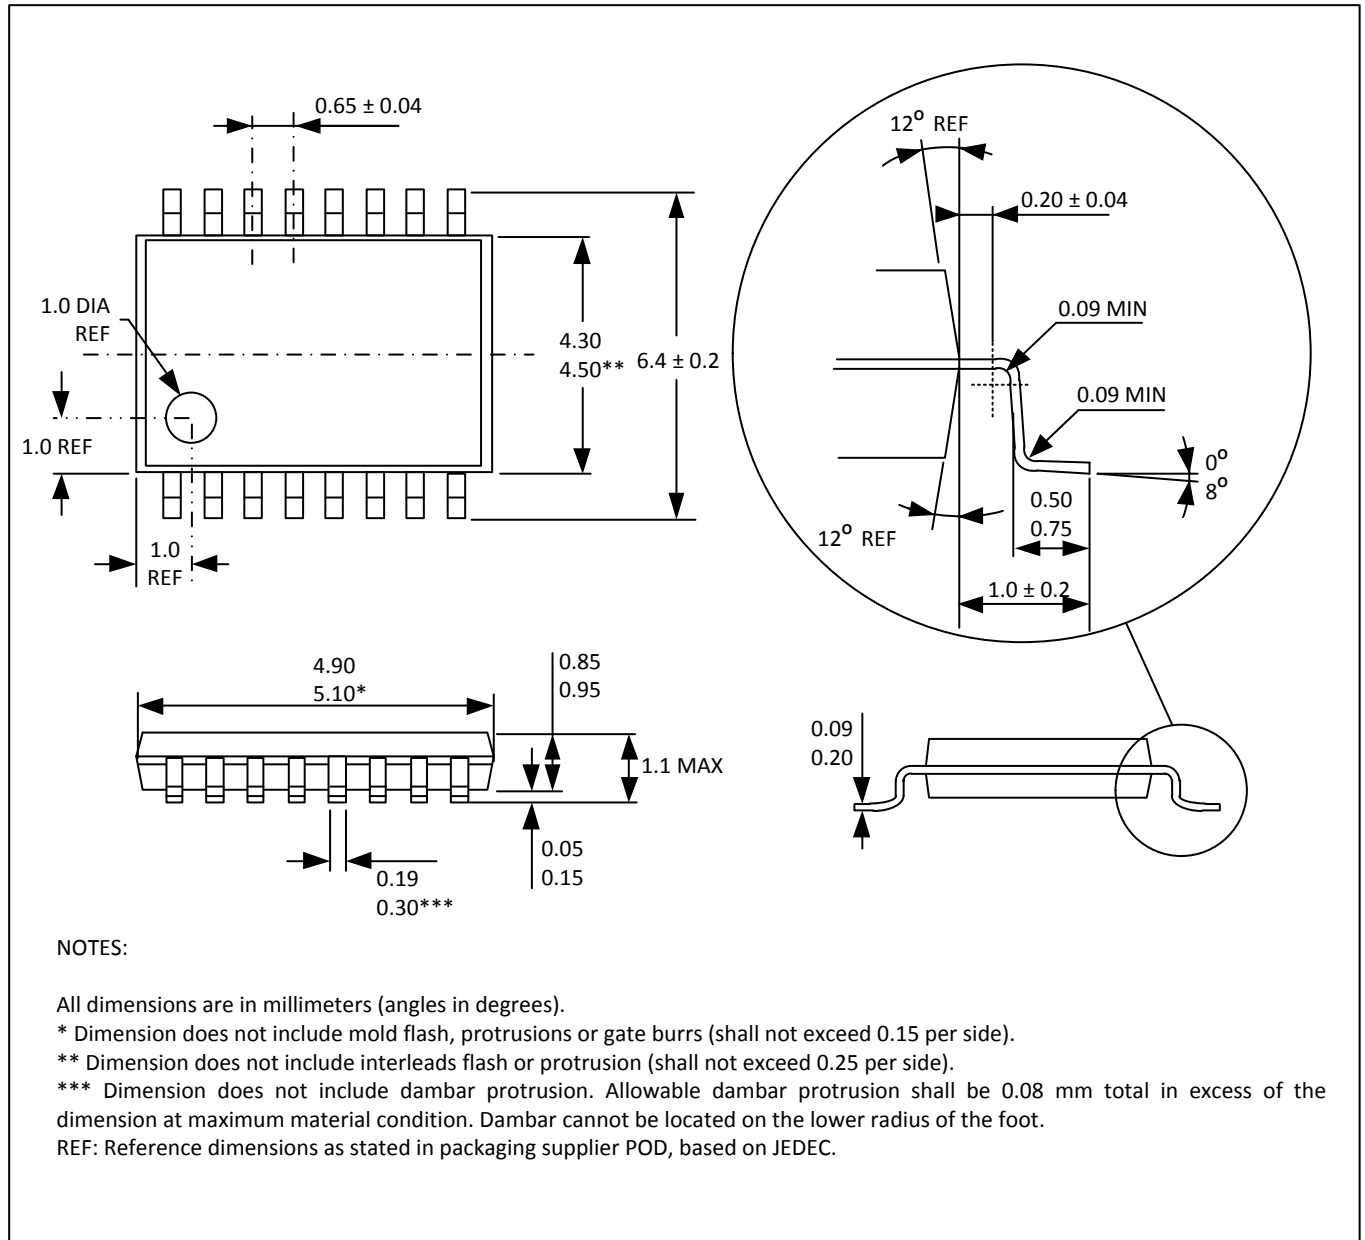 0.65 ± 0.04
1.0 DIA
REF
4.30
4.50**
6.4 ± 0.2
1.0 REF
1.0
REF
12° REF
0.20 ± 0.04
0.09 MIN
0.09 MIN
0°
8°
0.50
0.75
12° REF
1.0 ± 0.2
4.90
5.10*
0.85
0.95
1.1 MAX
0.05
0.15
0.19
0.30***
0.09
0.20
NOTES:
All dimensions are in millimeters (angles in degrees).
* Dimension does not include mold flash, protrusions or gate burrs (shall not exceed 0.15 per side).
** Dimension does not include interleads flash or protrusion (shall not exceed 0.25 per side).
*** Dimension does not include dambar protrusion. Allowable dambar protrusion shall be 0.08 mm total in excess of the
dimension at maximum material condition. Dambar cannot be located on the lower radius of the foot.
REF: Reference dimensions as stated in packaging supplier POD, based on JEDEC.